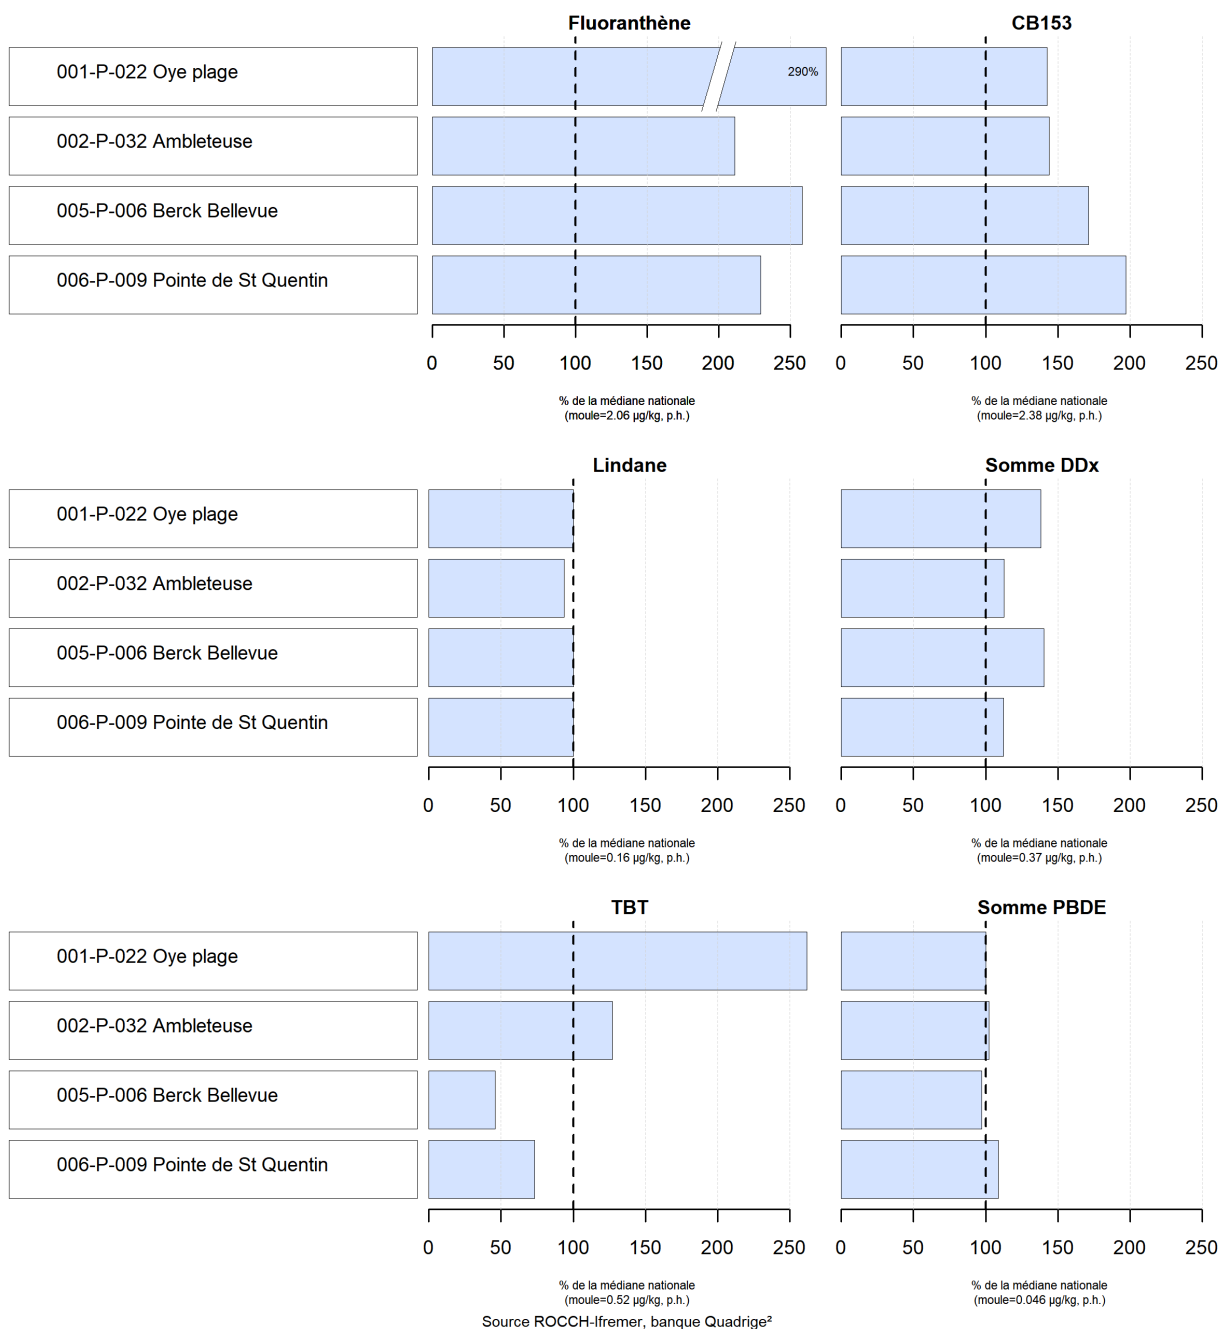 Fluoranthène
CB153
001-P-022 Oye plage
290%
002-P-032 Ambleteuse
005-P-006 Berck Bellevue
006-P-009 Pointe de St Quentin
0 50 100 150 200 250
0 50 100 150 200 250
% de la médiane nationale
(moule=2.06 µg/kg, p.h.)
% de la médiane nationale
(moule=2.38 µg/kg, p.h.)
Lindane
Somme DDx
001-P-022 Oye plage
002-P-032 Ambleteuse
005-P-006 Berck Bellevue
006-P-009 Pointe de St Quentin
0 50 100 150 200 250
0 50 100 150 200 250
% de la médiane nationale
(moule=0.16 µg/kg, p.h.)
% de la médiane nationale
(moule=0.37 µg/kg, p.h.)
TBT
Somme PBDE
001-P-022 Oye plage
002-P-032 Ambleteuse
005-P-006 Berck Bellevue
006-P-009 Pointe de St Quentin
0 50 100 150 200 250
0 50 100 150 200 250
% de la médiane nationale
(moule=0.52 µg/kg, p.h.)
% de la médiane nationale
(moule=0.046 µg/kg, p.h.)
Source ROCCH-Ifremer, banque Quadrige²